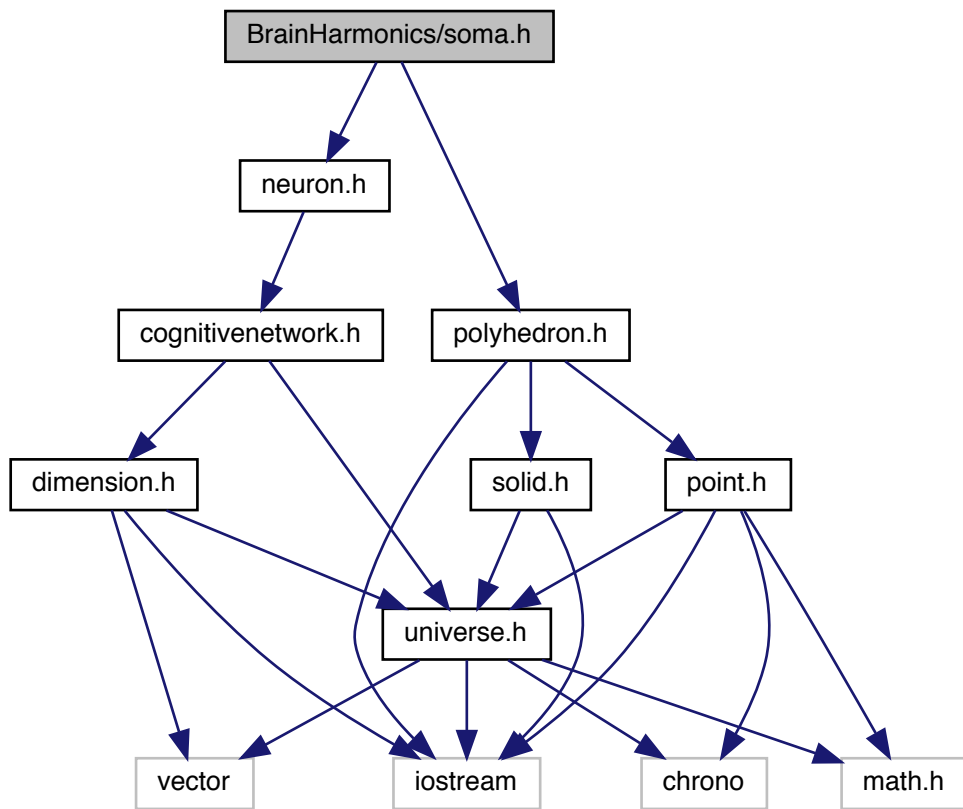 BrainHarmonics/soma.h
neuron.h
cognitivenetwork.h
polyhedron.h
dimension.h
solid.h
point.h
universe.h
vector
iostream
chrono
math.h